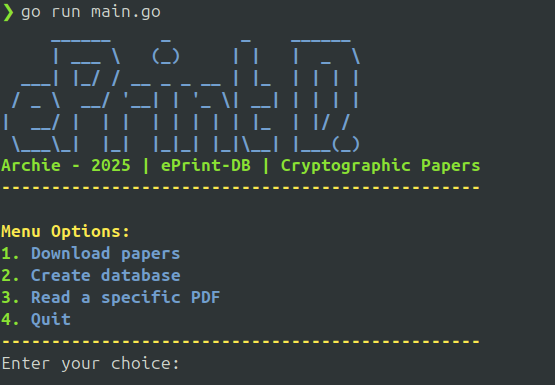 ❯ go run main.go
ePrintD
Archie - 2025 | ePrint-DB | Cryptographic Papers
------------------------------------------------
Menu Options:
1. Download papers
2. Create database
3. Read a specific PDF
4. Quit
------------------------------------------------
Enter your choice: